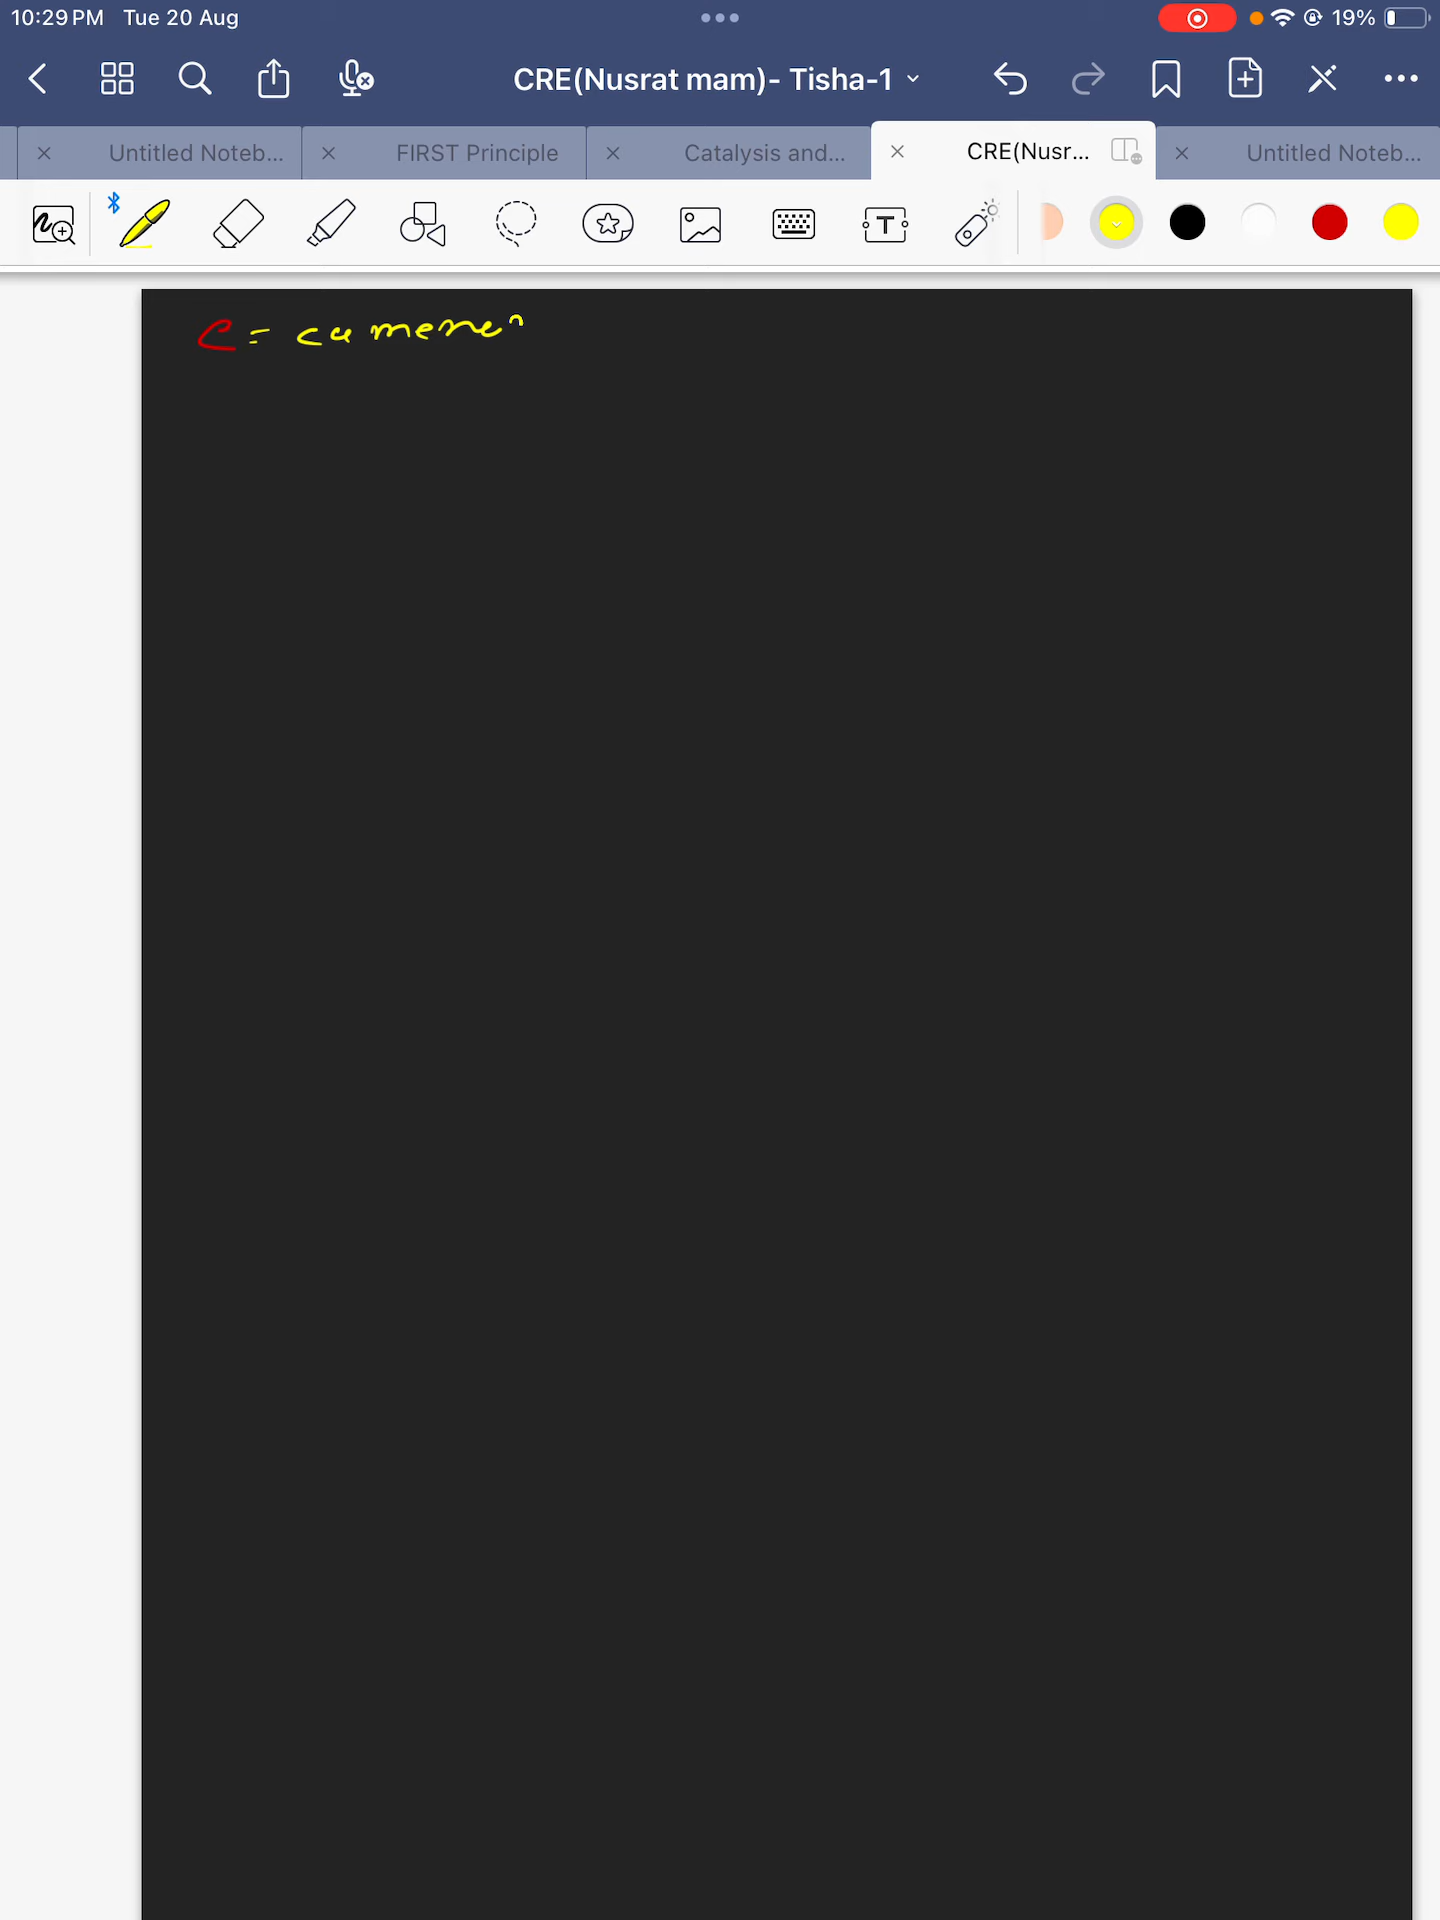 10:29 PM Tue 20 Aug 19%
CRE(Nusrat mam)- Tisha-1
Untitled Noteb... FIRST Principle Catalysis and... CRE(Nusr... Untitled Noteb...
T
C = cumene